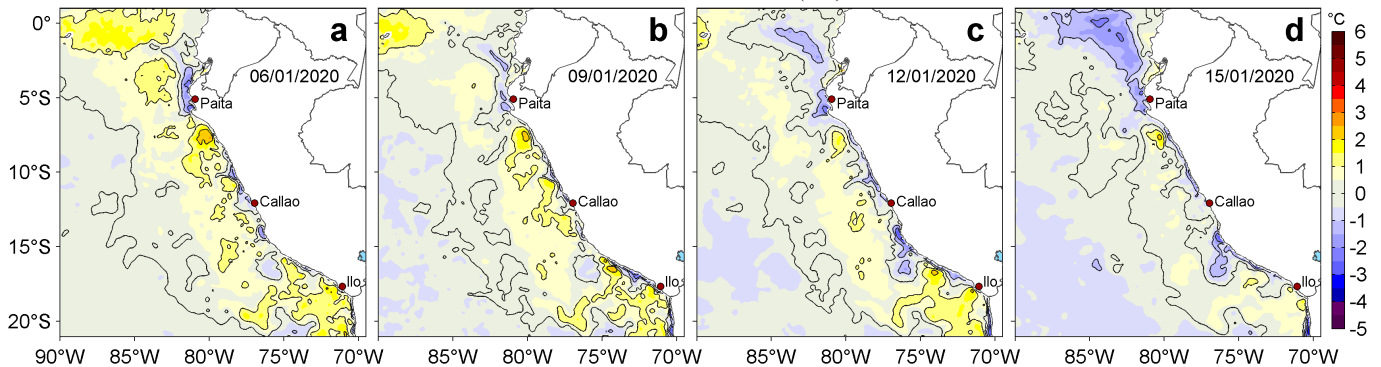 a b c d
°C
06/01/2020 09/01/2020 12/01/2020 15/01/2020
Paita Paita Paita Paita
Callao Callao Callao Callao
Ilo Ilo Ilo Ilo
0°
5°S
10°S
15°S
20°S
6
5
4
3
2
1
0
-1
-2
-3
-4
-5
90°W 85°W 80°W 75°W 70°W 85°W 80°W 75°W 70°W 85°W 80°W 75°W 70°W 85°W 80°W 75°W 70°W